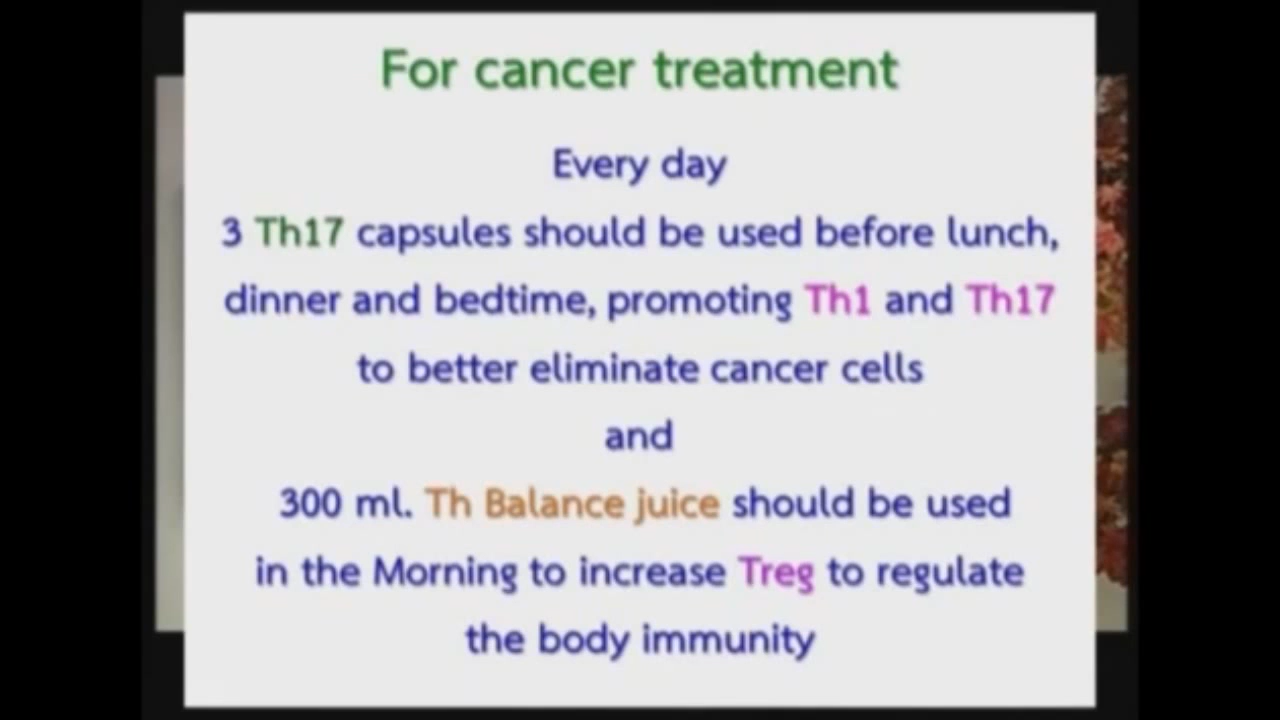 For cancer treatment
Every day
3 Th17 capsules should be used before lunch,
dinner and bedtime, promoting Th1 and Th17
to better eliminate cancer cells
and
300 ml. Th Balance juice should be used
in the Morning to increase Treg to regulate
the body immunity